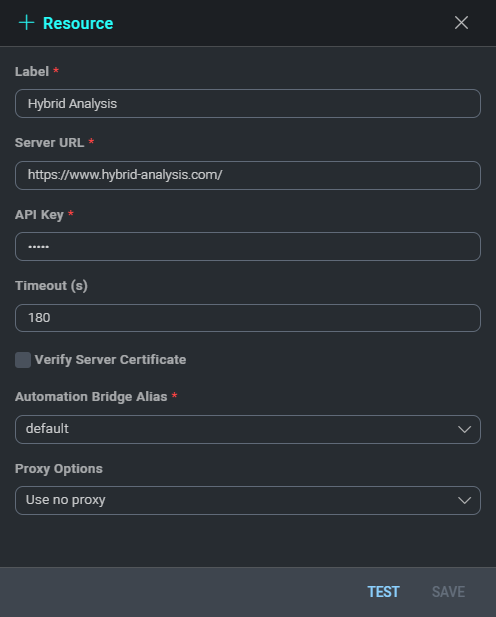 Resource
Label *
Hybrid Analysis
Server URL *
https://www.hybrid-analysis.com/
API Key *
•••••
Timeout (s)
180
Verify Server Certificate
Automation Bridge Alias *
default
Proxy Options
Use no proxy
TEST SAVE